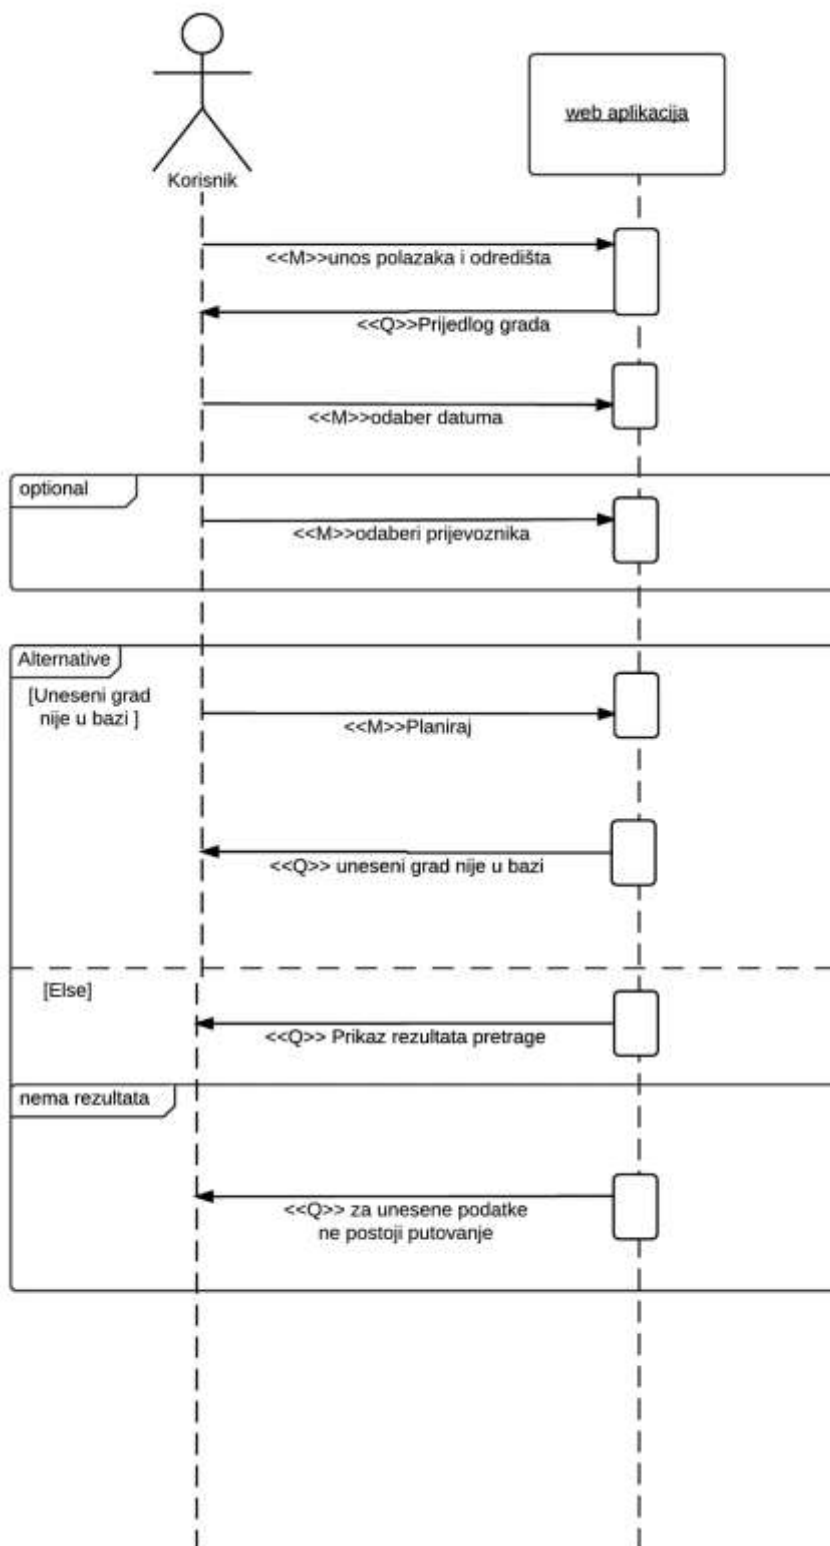 web aplikacija
Korisnik
<<M>>unos polazaka i odredišta
<<Q>>Prijedlog grada
<<M>>odaber datuma
optional
<<M>>odaberi prijevoznika
Alternative
[Uneseni grad
nije u bazi ]
<<M>>Planiraj
<<Q>> uneseni grad nije u bazi
[Else]
<<Q>> Prikaz rezultata pretrage
nema rezultata
<<Q>> za unesene podatke
ne postoji putovanje